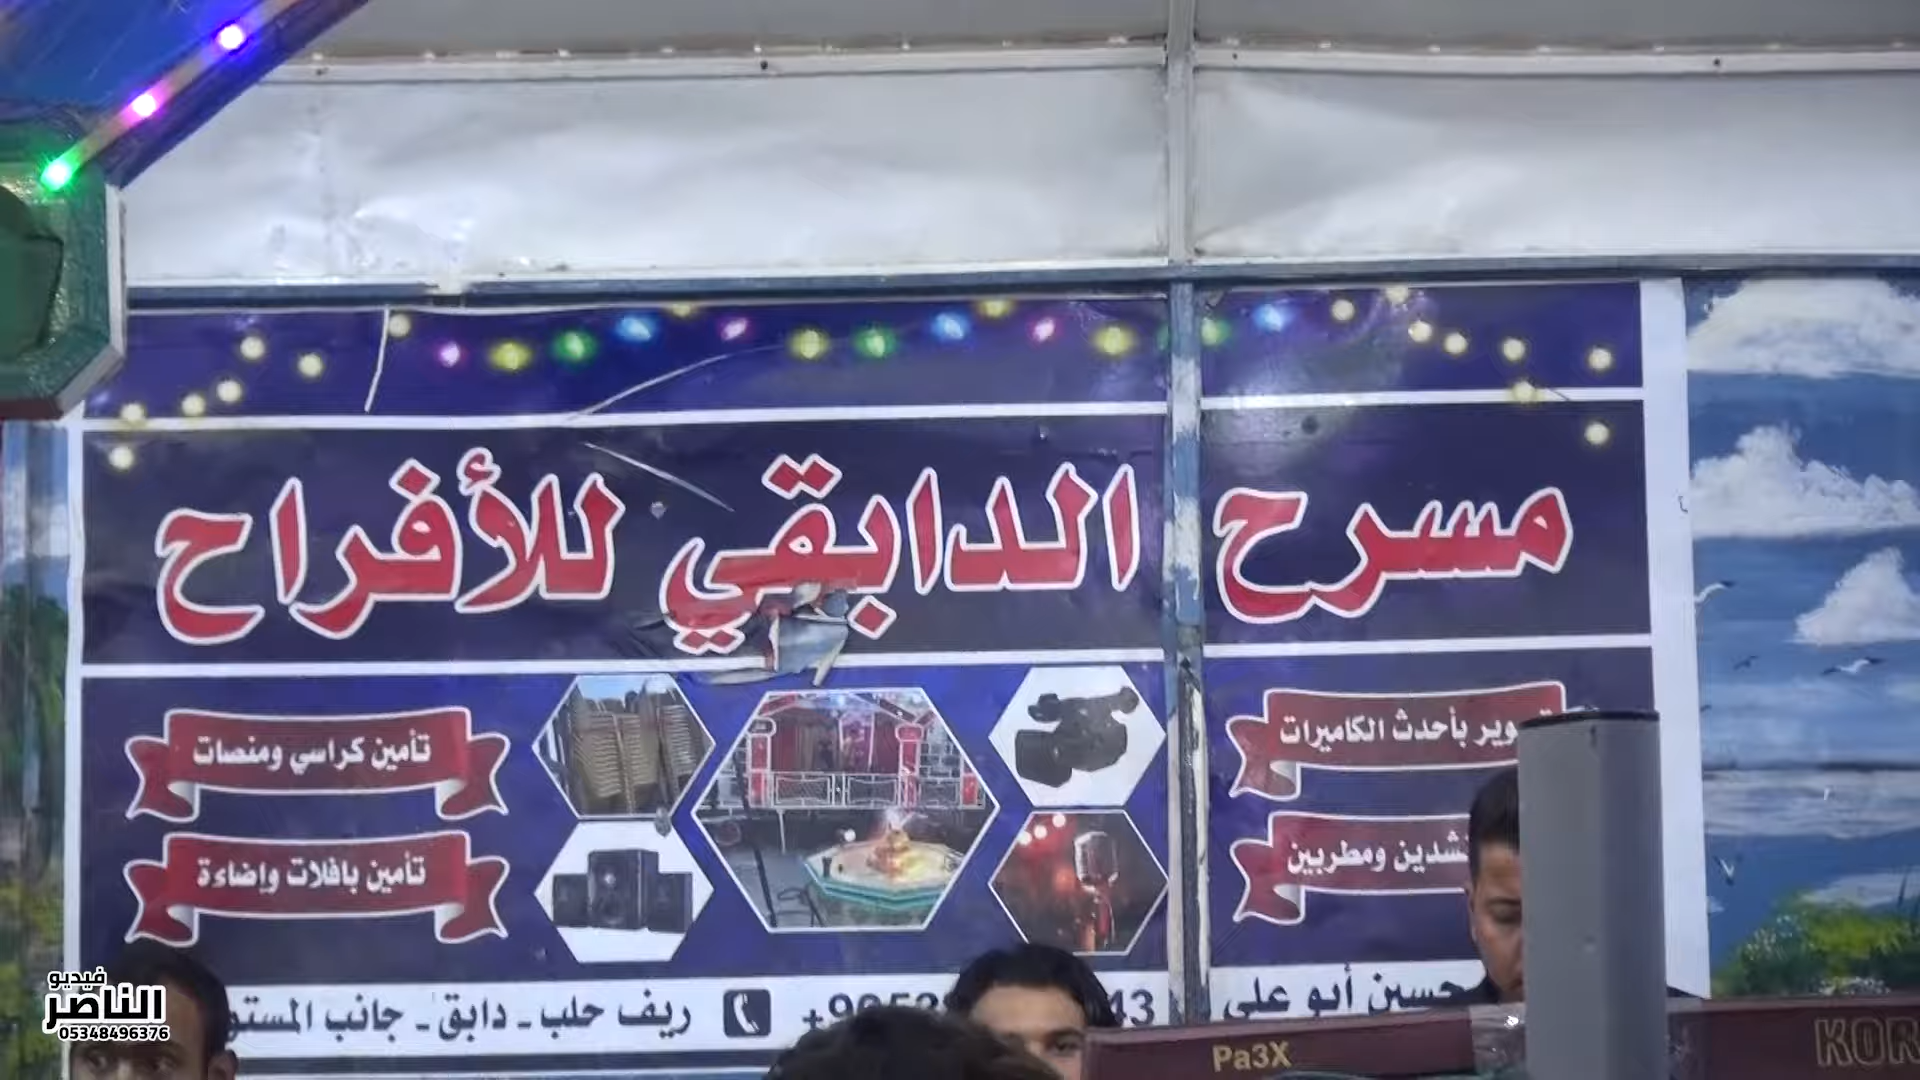 مسرح الدابقي للأفراح
بأحدث الكاميرات
ومطربين
تأمين كراسي ومنصات
تأمين بافلات وإضاءة
حسين أبو علي
ريف حلب - دابق - جانب
Pa3X
فيديو
الناصر
05348496376